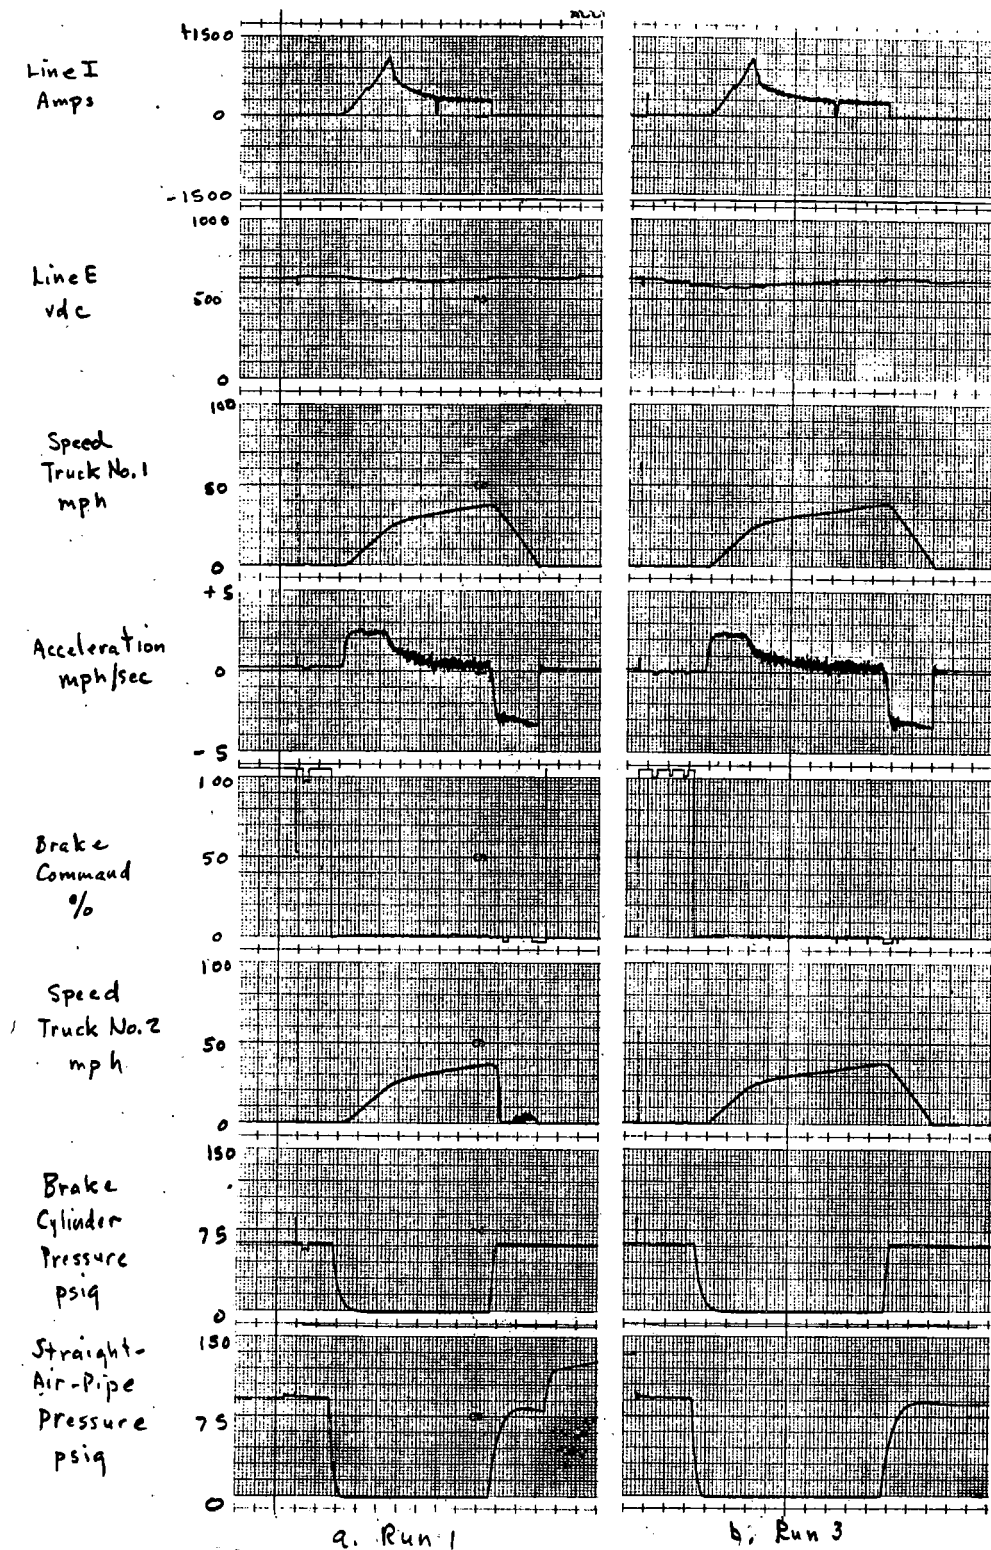 +1500
Line I
Amps
0
-1500
1000
Line E
vdc
500
0
100
Speed
Truck No. 1
mph
50
0
+5
Acceleration
mph/sec
0
-5
100
Brake
Command
%
50
0
100
Speed
Truck No. 2
mph
50
0
150
Brake
Cylinder
Pressure
psig
75
0
150
Straight-
Air-Pipe
Pressure
psig
75
0
a. Run 1
b. Run 3